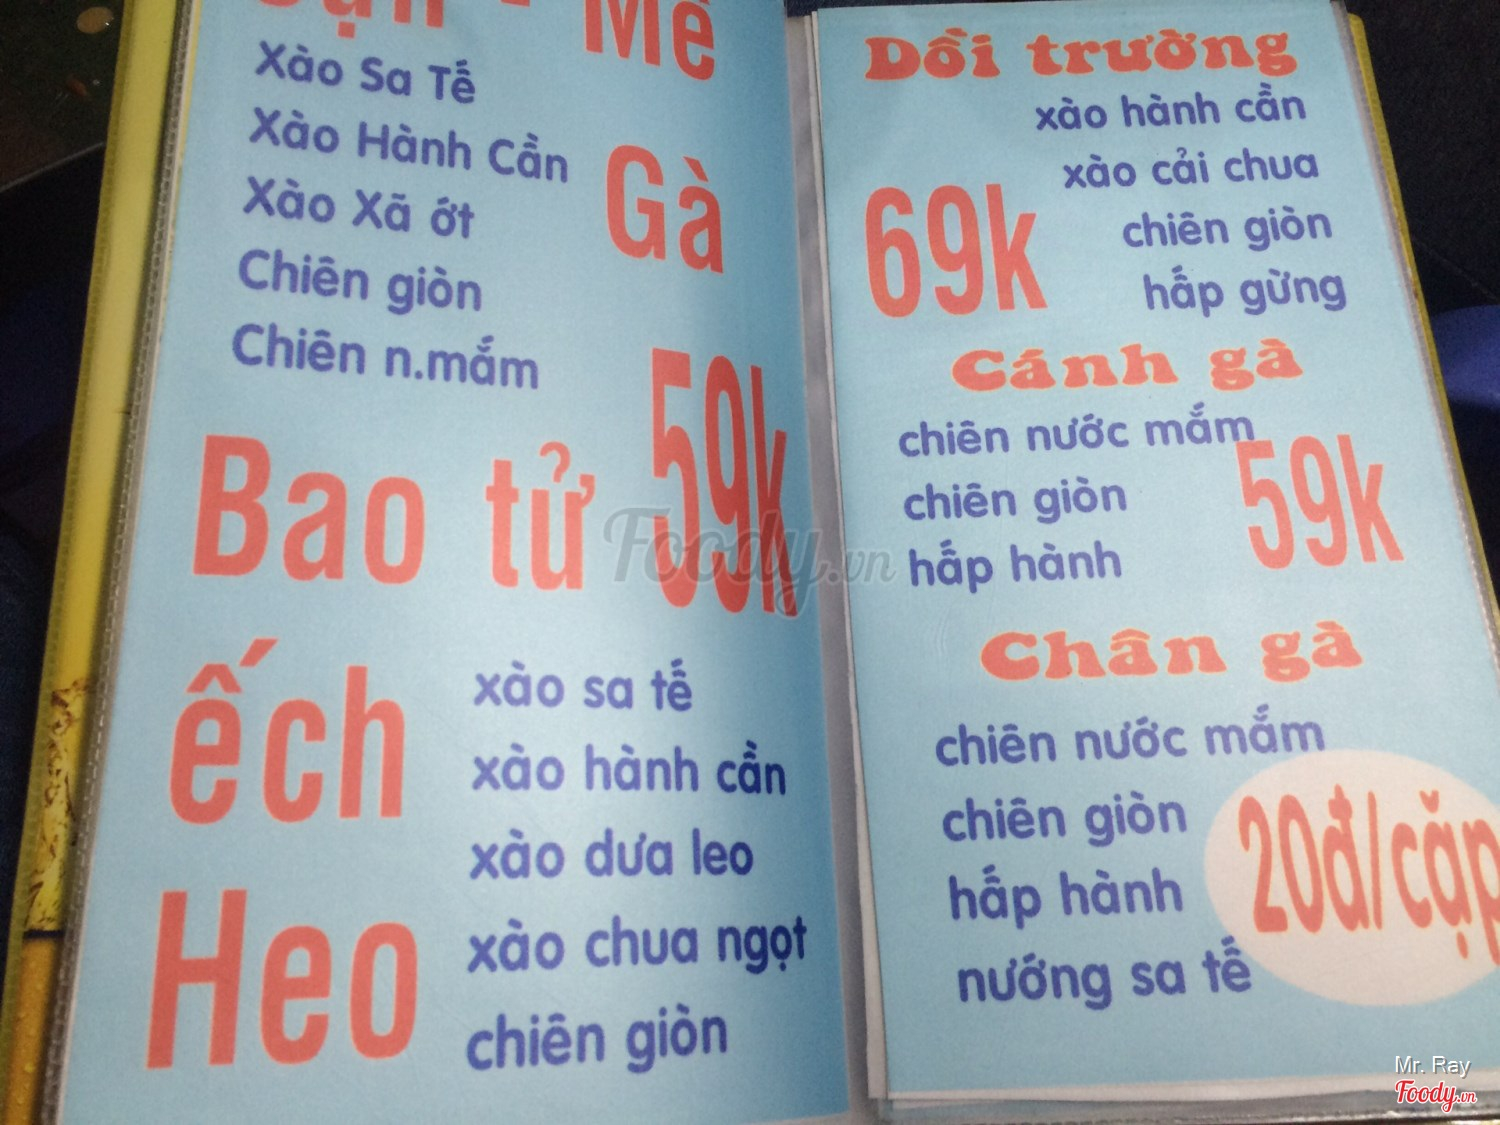 Mề
Xào Sa Tế
Xào Hành Cần
Xào Xã ớt
Chiên giòn
Chiên n.mắm
Gà
59k
Bao tử
ếch
Heo
xào sa tế
xào hành cần
xào dưa leo
xào chua ngọt
chiên giòn
Dồi trường
xào hành cần
xào cải chua
chiên giòn
hấp gừng
69k
Cánh gà
chiên nước mắm
chiên giòn
hấp hành
59k
Chân gà
chiên nước mắm
chiên giòn
hấp hành
nướng sa tế
20đ/cặp
Foody.vn
Mr. Ray
Foody.vn